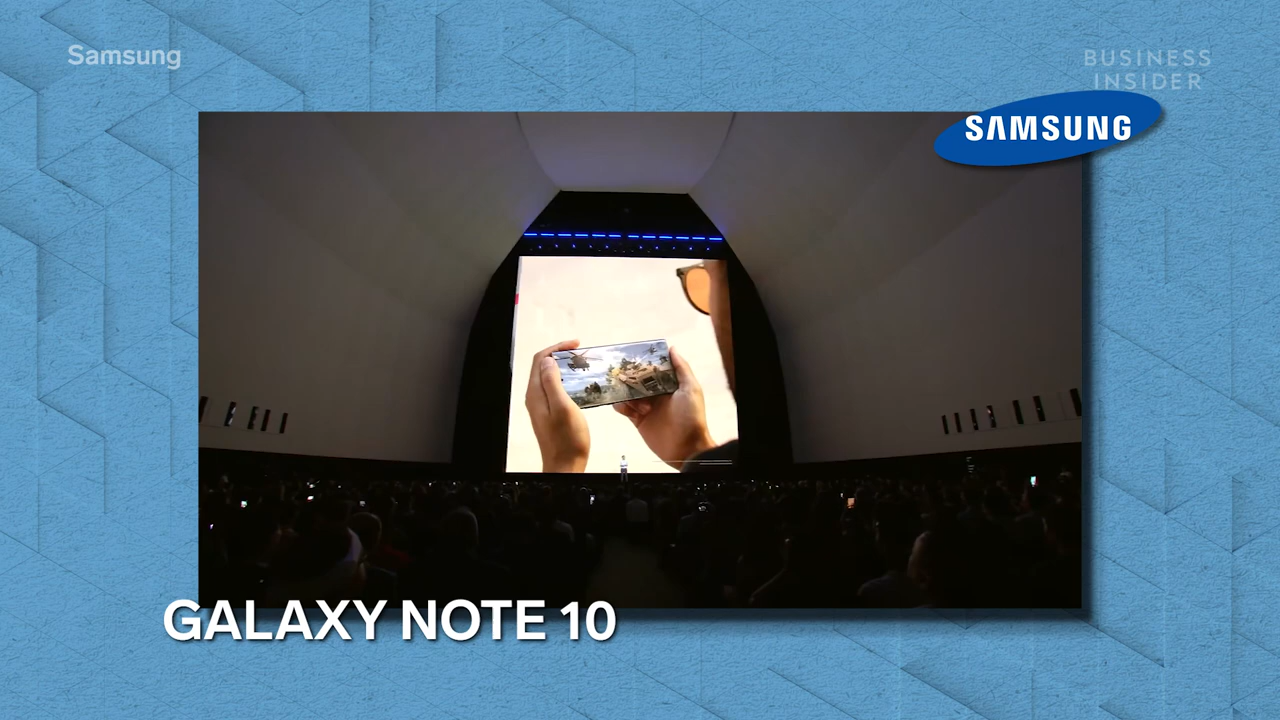 Samsung
BUSINESS
INSIDER
SAMSUNG
GALAXY NOTE 10